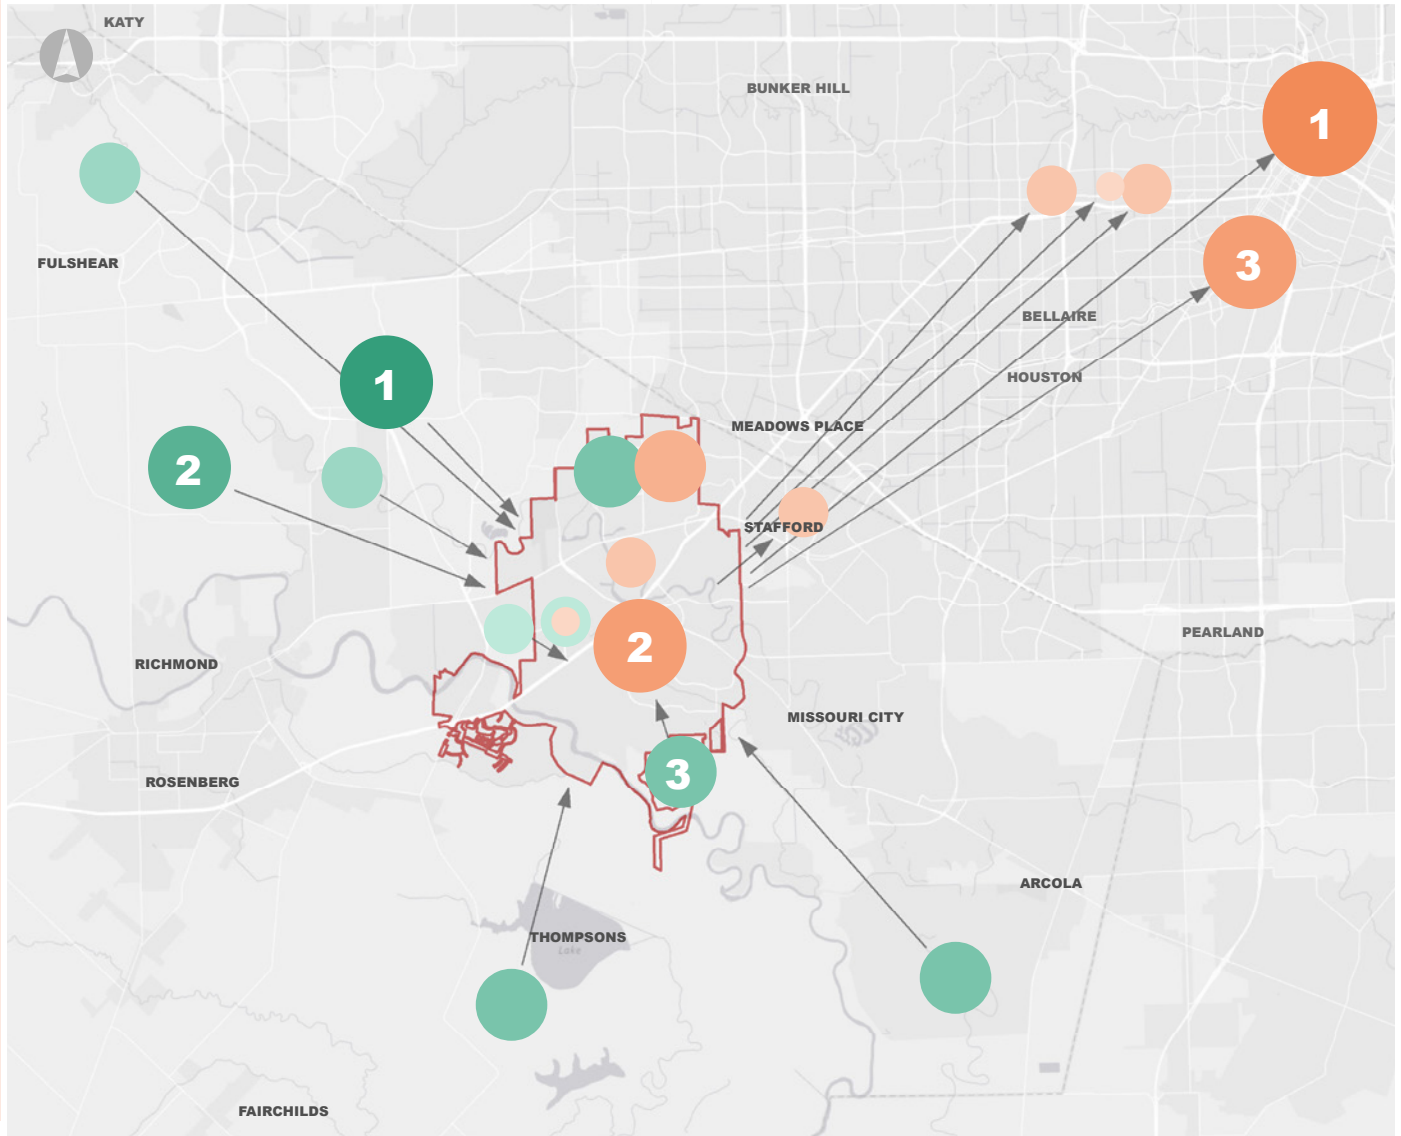 KATY
BUNKER HILL
1
FULSHEAR
3
BELLAIRE
HOUSTON
1
MEADOWS PLACE
2
STAFFORD
PEARLAND
2
RICHMOND
MISSOURI CITY
3
ROSENBERG
ARCOLA
THOMPSONS
Lake
FAIRCHILDS